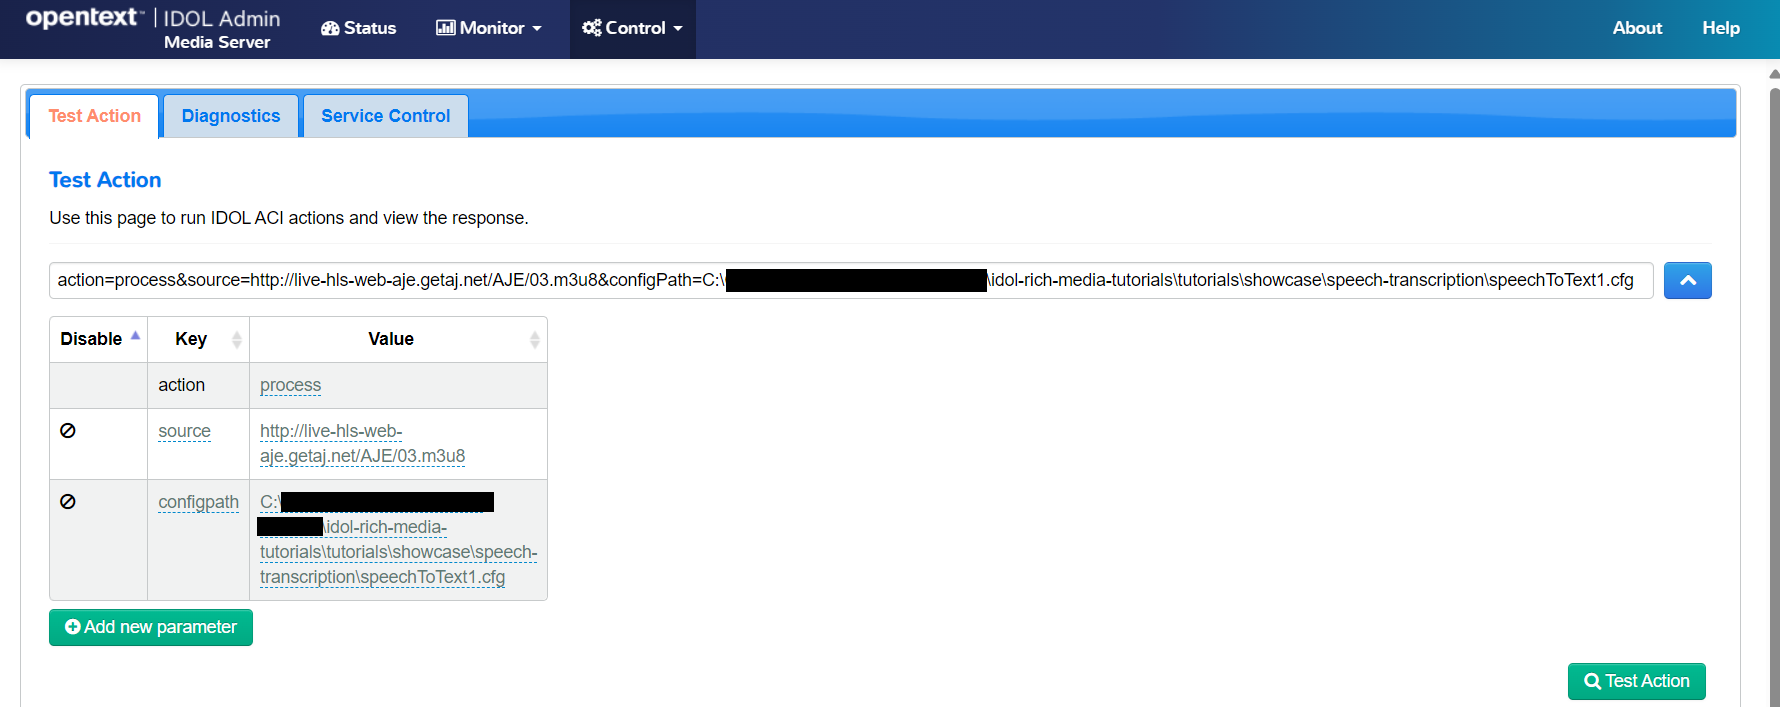 opentext™ | IDOL Admin
Media Server
Status
Monitor
Control
About
Help
Test Action
Diagnostics
Service Control
Test Action
Use this page to run IDOL ACI actions and view the response.
action=process&source=http://live-hls-web-aje.getaj.net/AJE/03.m3u8&configPath=C:\ \idol-rich-media-tutorials\tutorials\showcase\speech-transcription\speechToText1.cfg
Disable Key Value
action process
source http://live-hls-web-
aje.getaj.net/AJE/03.m3u8
configpath C:\
\idol-rich-media-
tutorials\tutorials\showcase\speech-
transcription\speechToText1.cfg
Add new parameter
Test Action